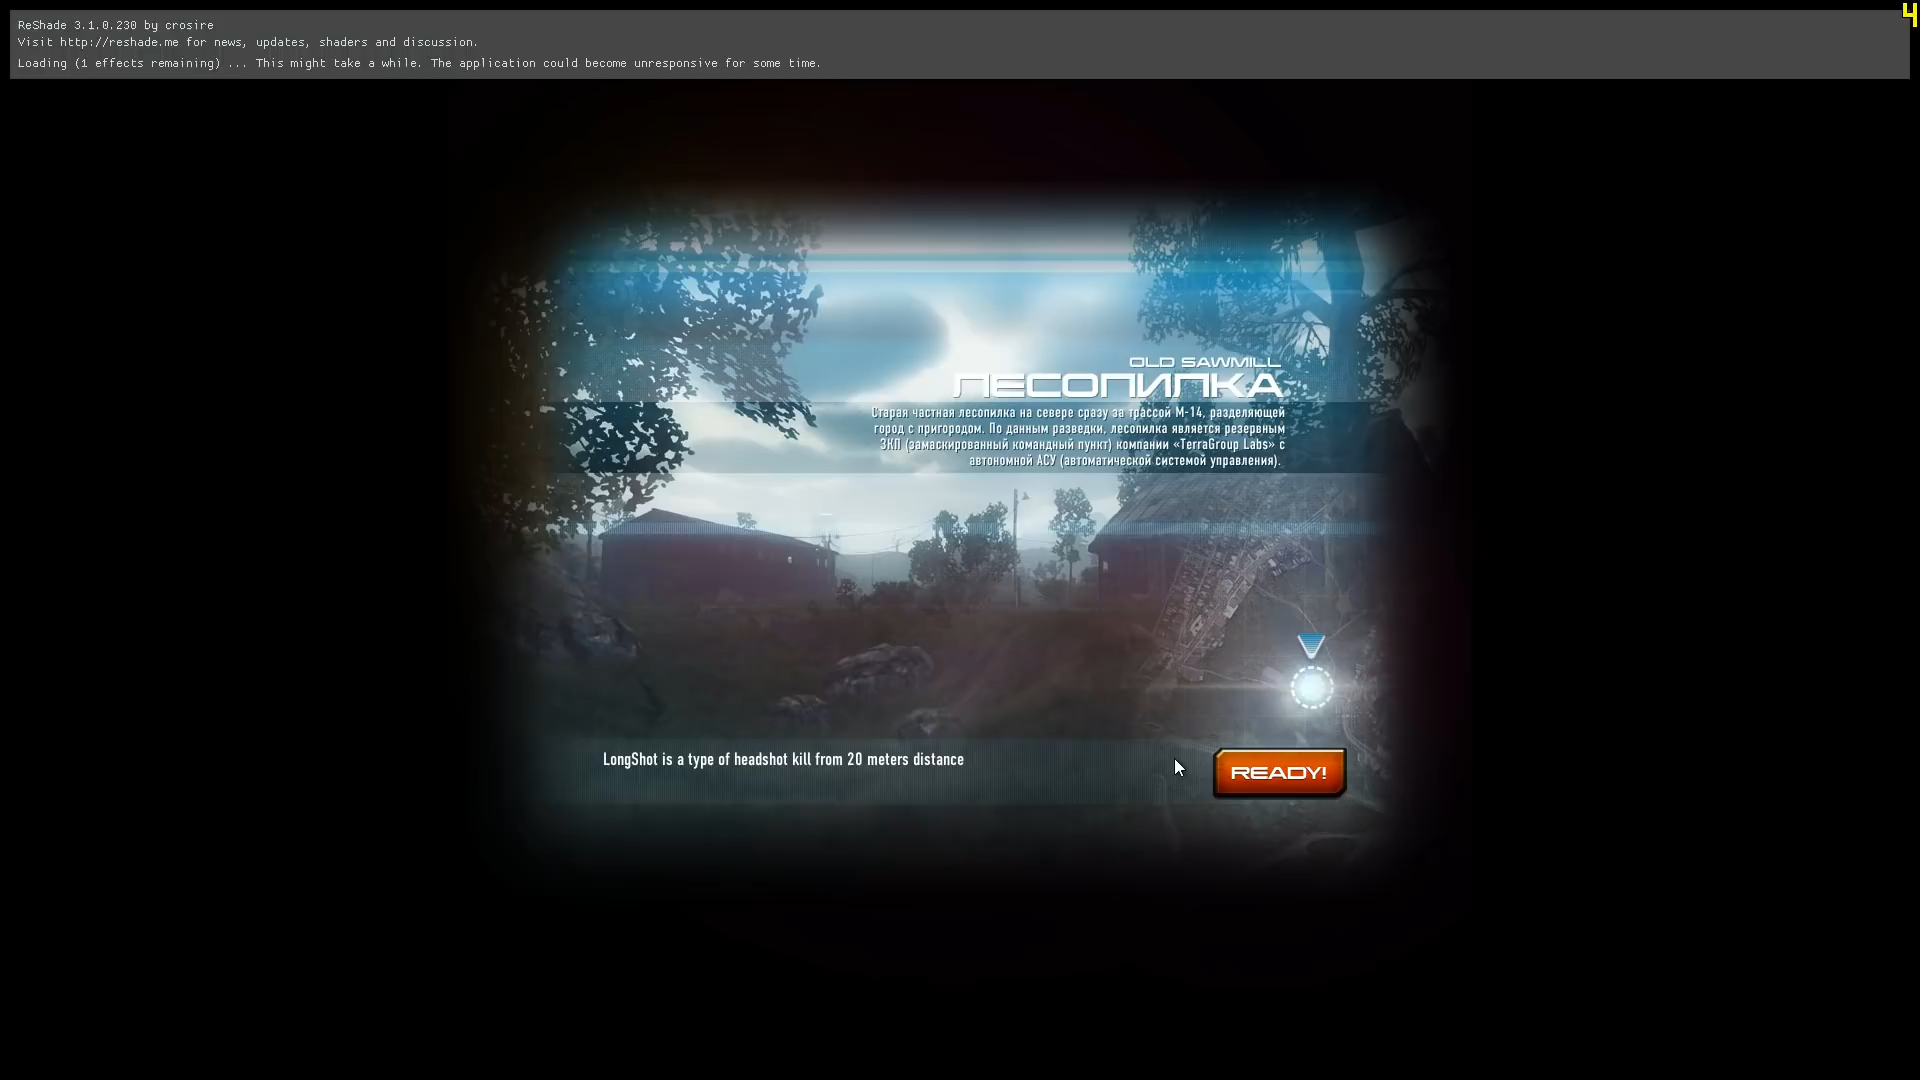 ReShade 3.1.0.230 by crosire
4
Visit http://reshade.me for news, updates, shaders and discussion.
Loading (1 effects remaining) ... This might take a while. The application could become unresponsive for some time.
OLD SAWMILL
ЛЕСОПИЛКА
Старая частная лесопилка на севере сразу за трассой М-14, разделяющей
город с пригородом. По данным разведки, лесопилка является резервным
ЗКП (замаскированный командный пункт) компании «TerraGroup Labs» с
автономной АСУ (автоматической системой управления).
LongShot is a type of headshot kill from 20 meters distance
READY!